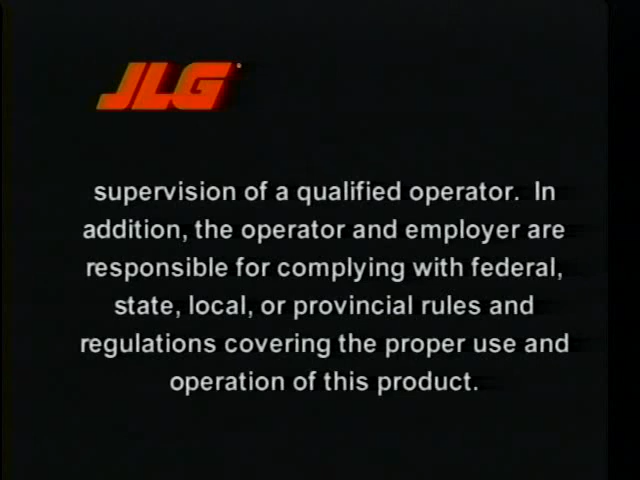 JLG
supervision of a qualified operator. In
addition, the operator and employer are
responsible for complying with federal,
state, local, or provincial rules and
regulations covering the proper use and
operation of this product.